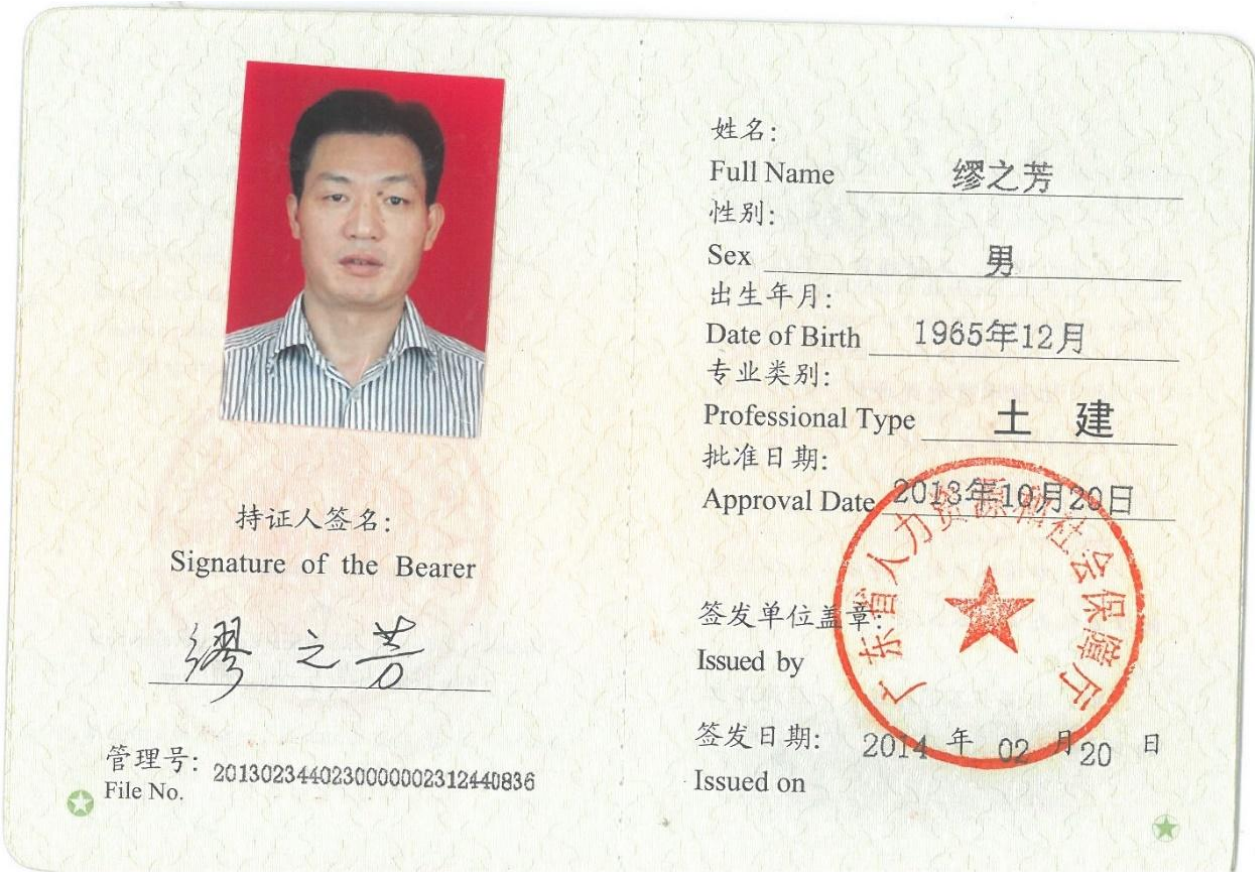 持证人签名:
Signature of the Bearer
缪之芳
管理号: 2013023440230000002312440836
File No.
姓名:
Full Name 缪之芳
性别:
Sex 男
出生年月:
Date of Birth 1965年12月
专业类别:
Professional Type 土 建
批准日期:
Approval Date 2013年10月20日
签发单位盖章:
Issued by
广东省人力资源和社会保障厅
签发日期: 2014 年 02 月 20 日
Issued on